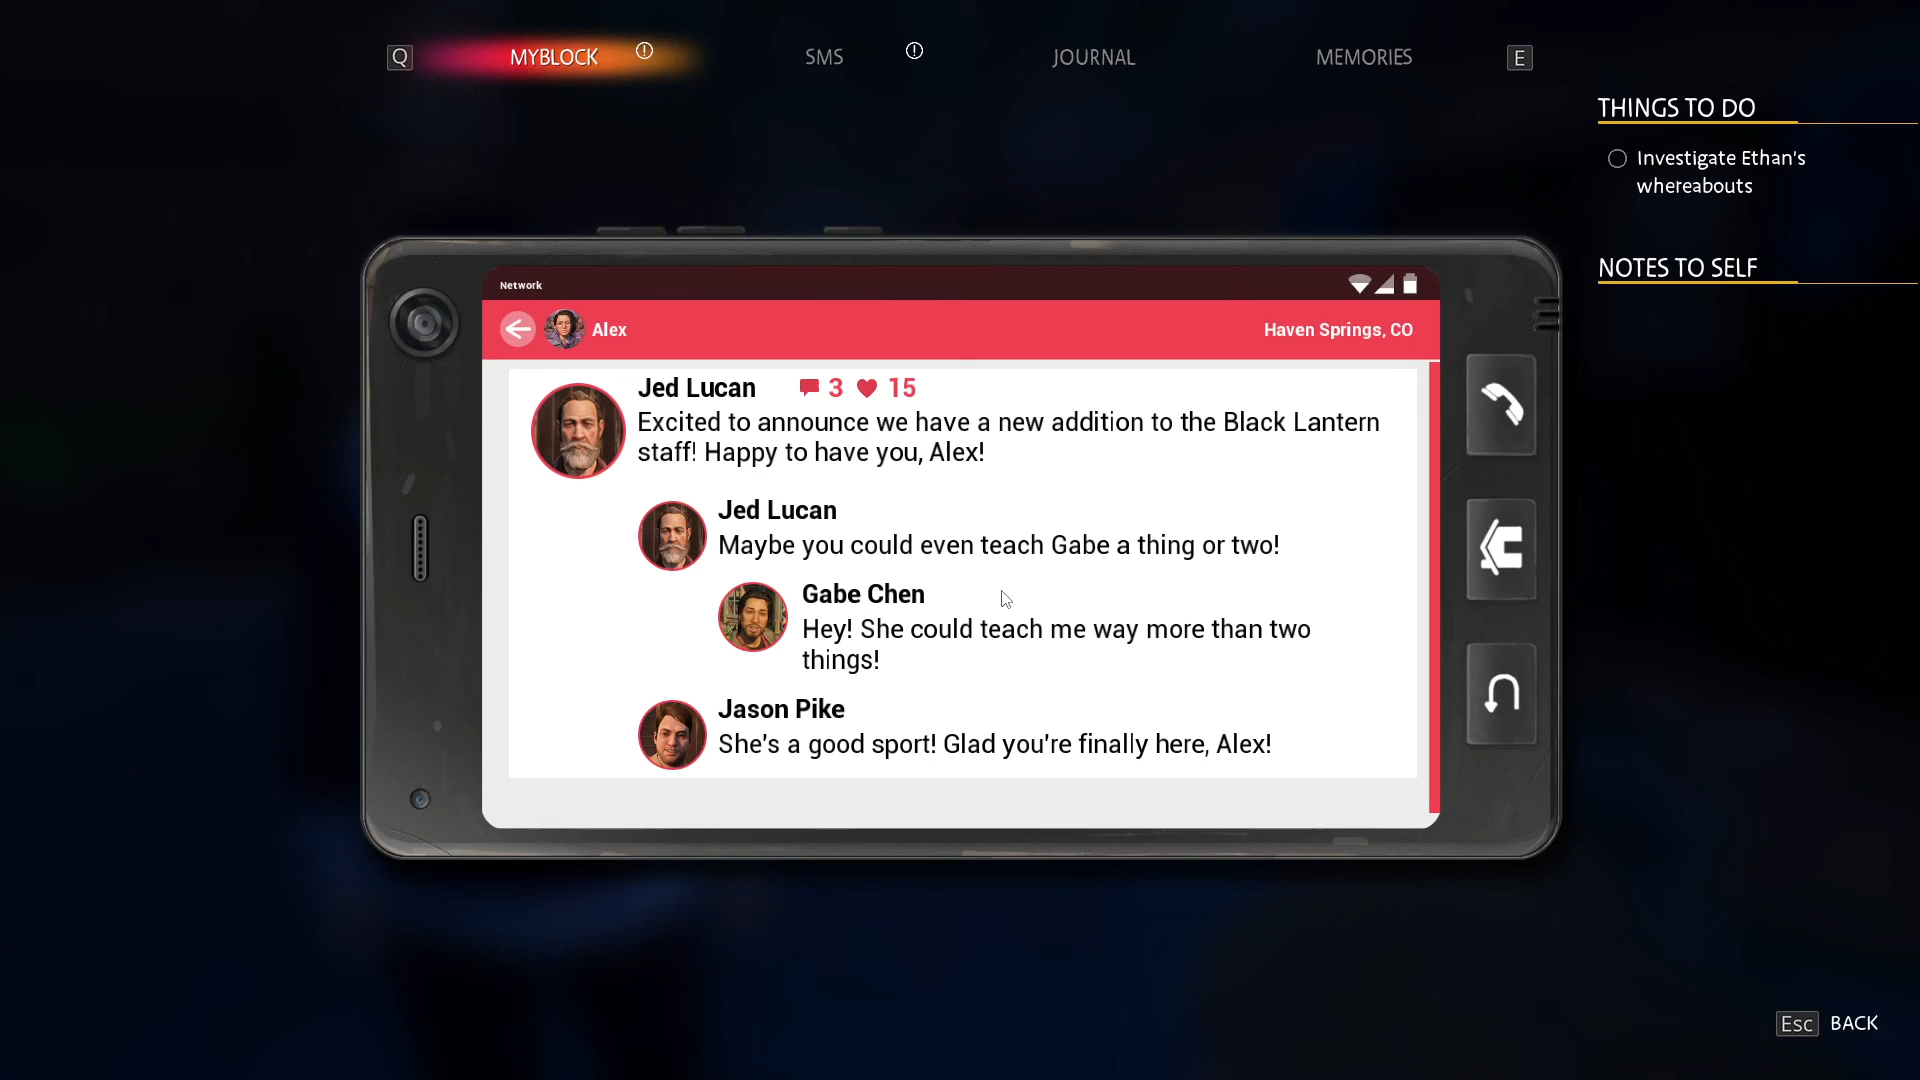 Q
MYBLOCK
SMS
JOURNAL
MEMORIES
E
THINGS TO DO
Investigate Ethan's
whereabouts
NOTES TO SELF
Network
Alex
Haven Springs, CO
Jed Lucan 3 15
Excited to announce we have a new addition to the Black Lantern
staff! Happy to have you, Alex!
Jed Lucan
Maybe you could even teach Gabe a thing or two!
Gabe Chen
Hey! She could teach me way more than two
things!
Jason Pike
She's a good sport! Glad you're finally here, Alex!
Esc BACK